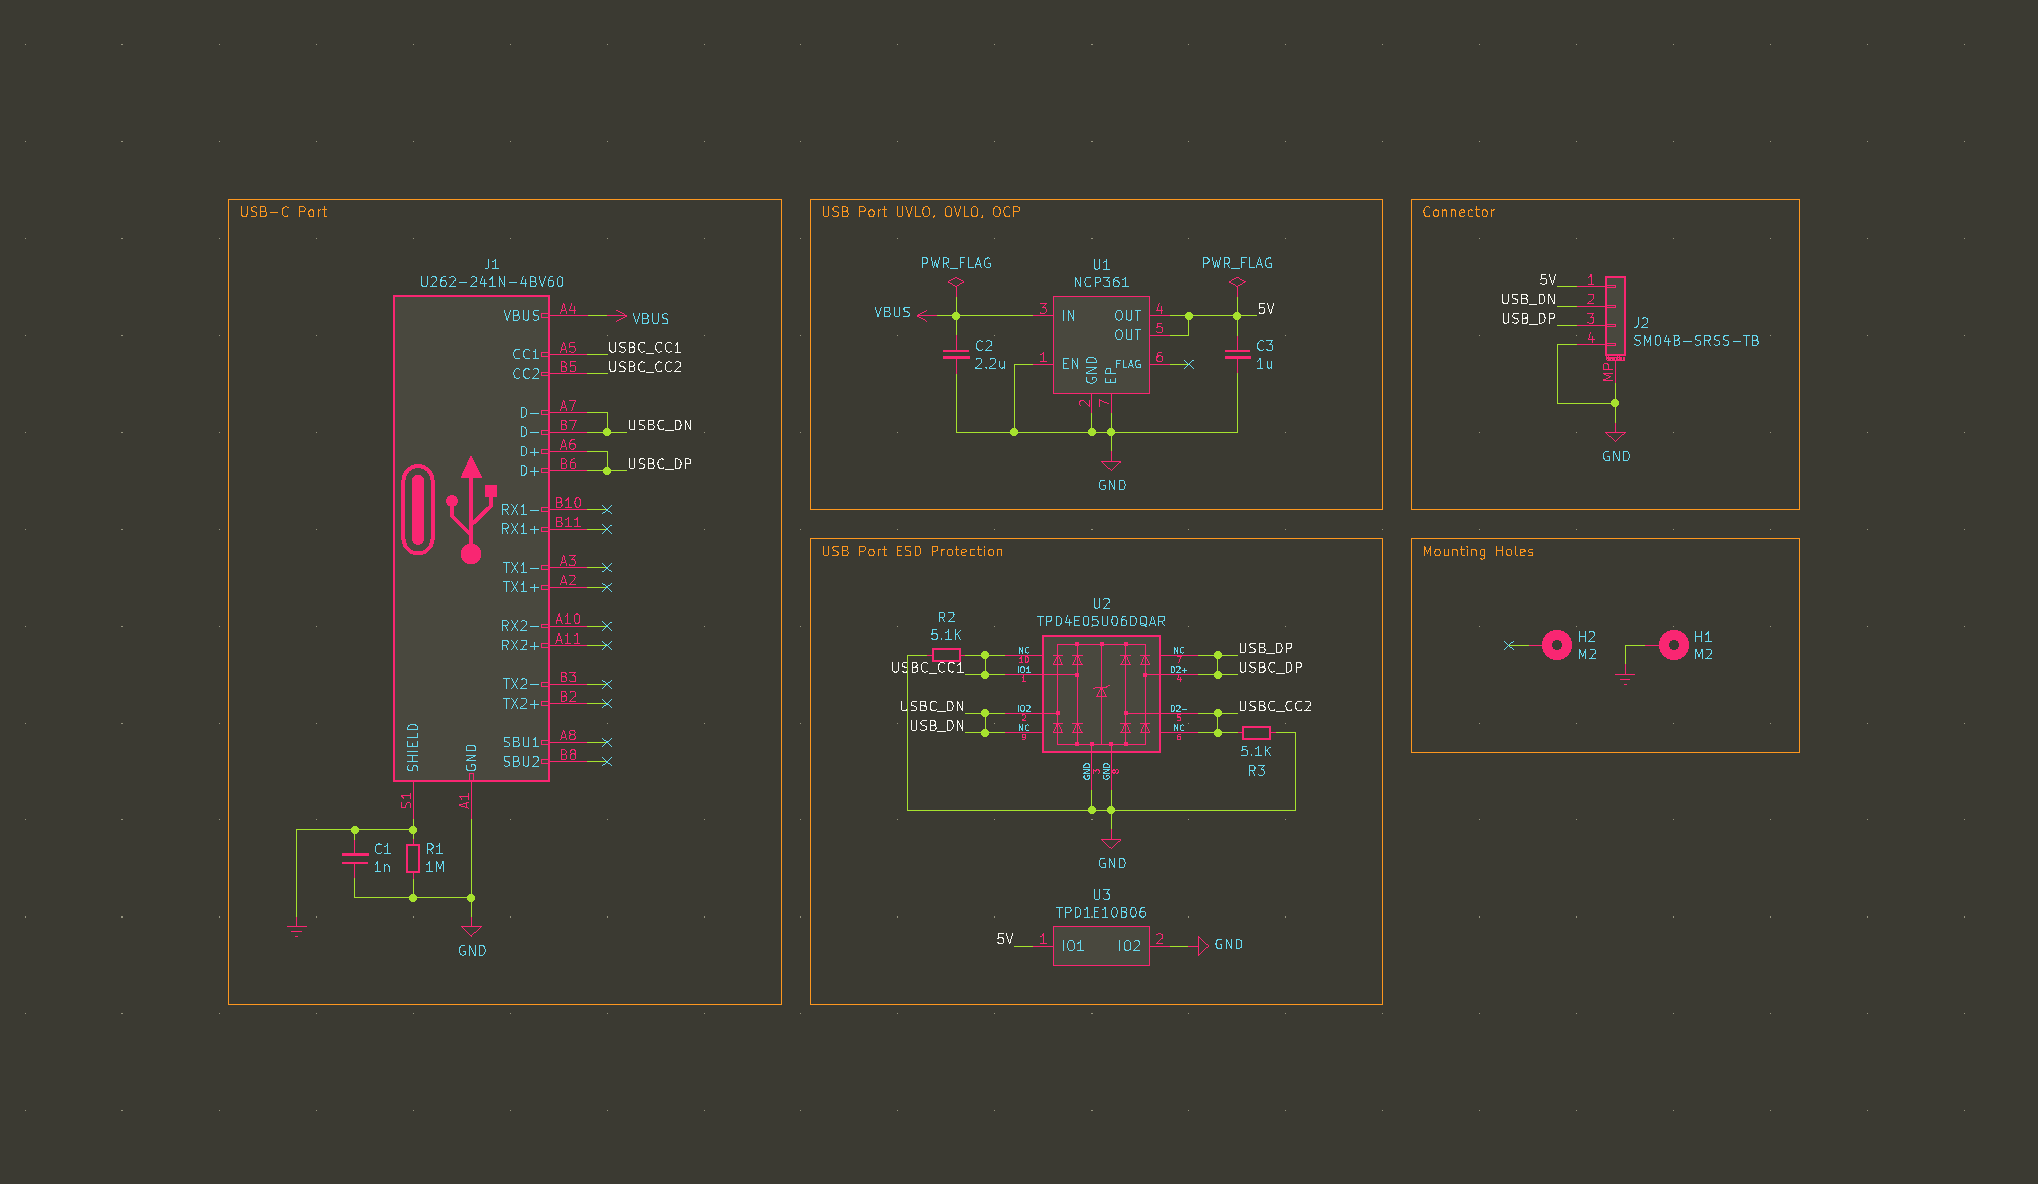 USB-C Port
J1
U262-241N-4BV60
VBUS A4 VBUS
CC1 A5 USBC_CC1
CC2 B5 USBC_CC2
D- A7
D- B7 USBC_DN
D+ A6
D+ B6 USBC_DP
RX1- B10
RX1+ B11
TX1- A3
TX1+ A2
RX2- A10
RX2+ A11
TX2- B3
TX2+ B2
SBU1 A8
SBU2 B8
SHIELD GND
S1 A1
C1
1n
R1
1M
GND
USB Port UVLO, OVLO, OCP
PWR_FLAG
U1
NCP361
PWR_FLAG
VBUS 3 IN OUT 4 5V
OUT 5
C2
2.2u
1 EN GND EP FLAG 6
C3
1u
2 7
GND
USB Port ESD Protection
U2
TPD4E05U06DQAR
R2
5.1K
NC 10
USBC_CC1 IO1 1
USBC_DN IO2 2
USB_DN NC 9
NC 7 USB_DP
D2+ 4 USBC_DP
D2- 5 USBC_CC2
NC 6
5.1K
R3
GND 3 GND 8
GND
U3
TPD1E10B06
5V 1 IO1 IO2 2 GND
Connector
5V 1
USB_DN 2
USB_DP 3
4
J2
SM04B-SRSS-TB
MP
GND
Mounting Holes
H2
M2
H1
M2